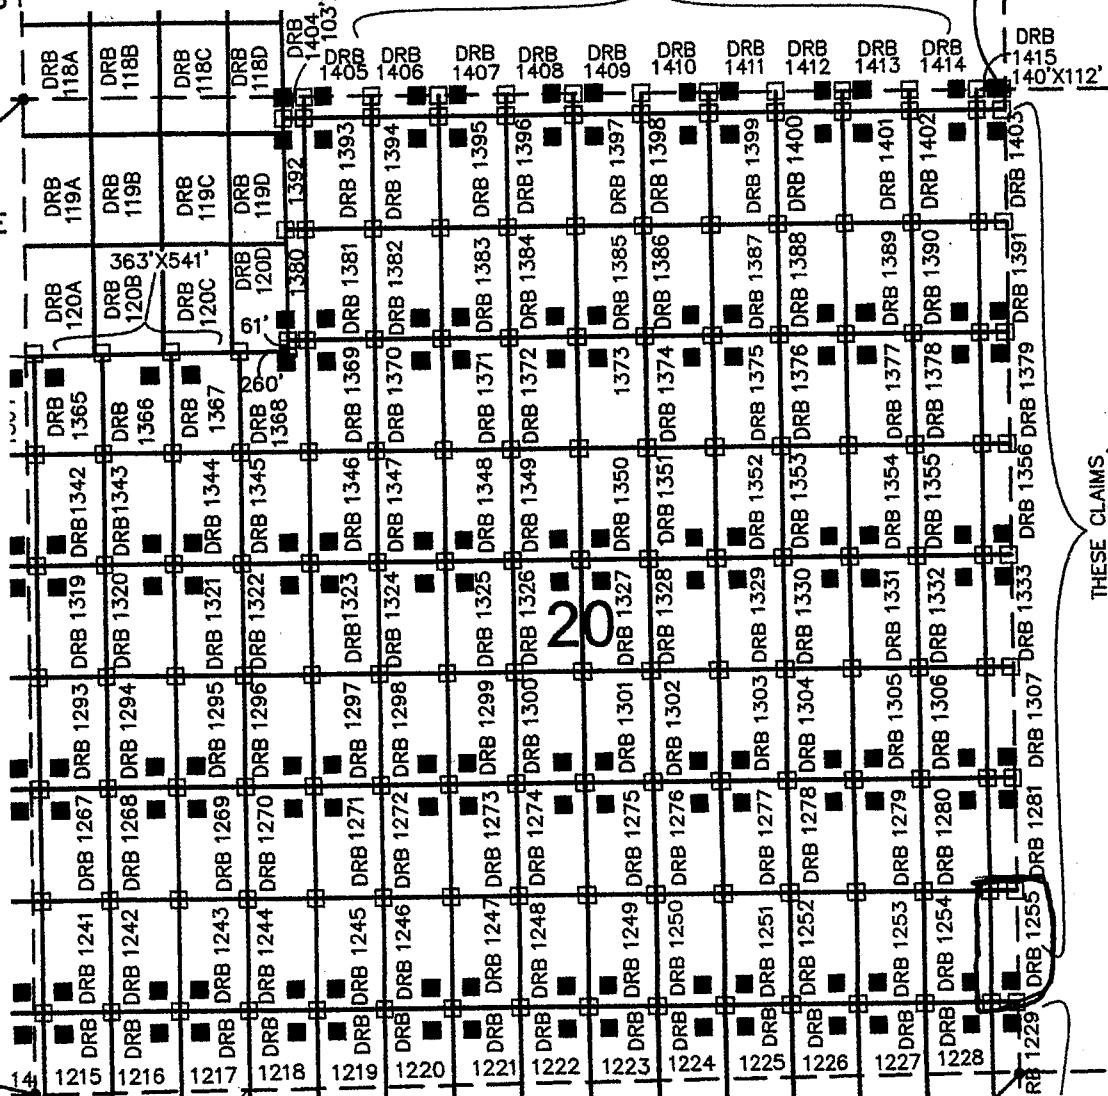 DRB 1404 103'
DRB 1405
DRB 1406
DRB 1407
DRB 1408
DRB 1409
DRB 1410
DRB 1411
DRB 1412
DRB 1413
DRB 1414
DRB 1415
140'X112'
DRB 118A
DRB 118B
DRB 118C
DRB 118D
1392
DRB 1393
DRB 1394
DRB 1395
DRB 1396
DRB 1397
DRB 1398
DRB 1399
DRB 1400
DRB 1401
DRB 1402
DRB 1403
DRB 119A
DRB 119B
DRB 119C
DRB 119D
1380
DRB 1381
DRB 1382
DRB 1383
DRB 1384
DRB 1385
DRB 1386
DRB 1387
DRB 1388
DRB 1389
DRB 1390
DRB 1391
363'X541'
DRB 120A
DRB 120B
DRB 120C
DRB 120D
61'
260'
DRB 1365
DRB 1366
DRB 1367
DRB 1368
DRB 1369
DRB 1370
DRB 1371
DRB 1372
1373
DRB 1374
DRB 1375
DRB 1376
DRB 1377
DRB 1378
DRB 1379
DRB1342
DRB1343
DRB 1344
DRB 1345
DRB 1346
DRB 1347
DRB 1348
DRB 1349
DRB 1350
DRB 1351
DRB 1352
DRB 1353
DRB 1354
DRB 1355
DRB 1356
THESE CLAIMS
DRB 1319
DRB 1320
DRB 1321
DRB 1322
DRB1323
DRB 1324
DRB 1325
DRB 1326
DRB 1327
DRB 1328
DRB 1329
DRB 1330
DRB 1331
DRB 1332
DRB 1333
20
DRB 1293
DRB 1294
DRB 1295
DRB 1296
DRB 1297
DRB 1298
DRB 1299
DRB 1300
DRB 1301
DRB 1302
DRB 1303
DRB 1304
DRB 1305
DRB 1306
DRB 1307
DRB 1267
DRB 1268
DRB 1269
DRB 1270
DRB 1271
DRB 1272
DRB 1273
DRB 1274
DRB 1275
DRB 1276
DRB 1277
DRB 1278
DRB 1279
DRB 1280
DRB 1281
DRB 1241
DRB 1242
DRB 1243
DRB 1244
DRB 1245
DRB 1246
DRB 1247
DRB 1248
DRB 1249
DRB 1250
DRB 1251
DRB 1252
DRB 1253
DRB 1254
DRB 1255
14
DRB 1215
DRB 1216
DRB 1217
DRB 1218
DRB 1219
DRB 1220
DRB 1221
DRB 1222
DRB 1223
DRB 1224
DRB 1225
DRB 1226
DRB 1227
DRB 1228
RB 1229